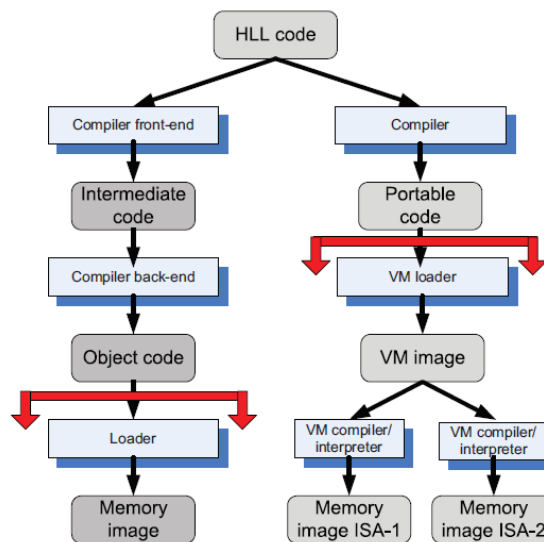 HLL code
Compiler front-end
Compiler
Intermediate
code
Portable
code
Compiler back-end
VM loader
Object code
VM image
Loader
VM compiler/
interpreter
VM compiler/
interpreter
Memory
image
Memory
image ISA-1
Memory
image ISA-2